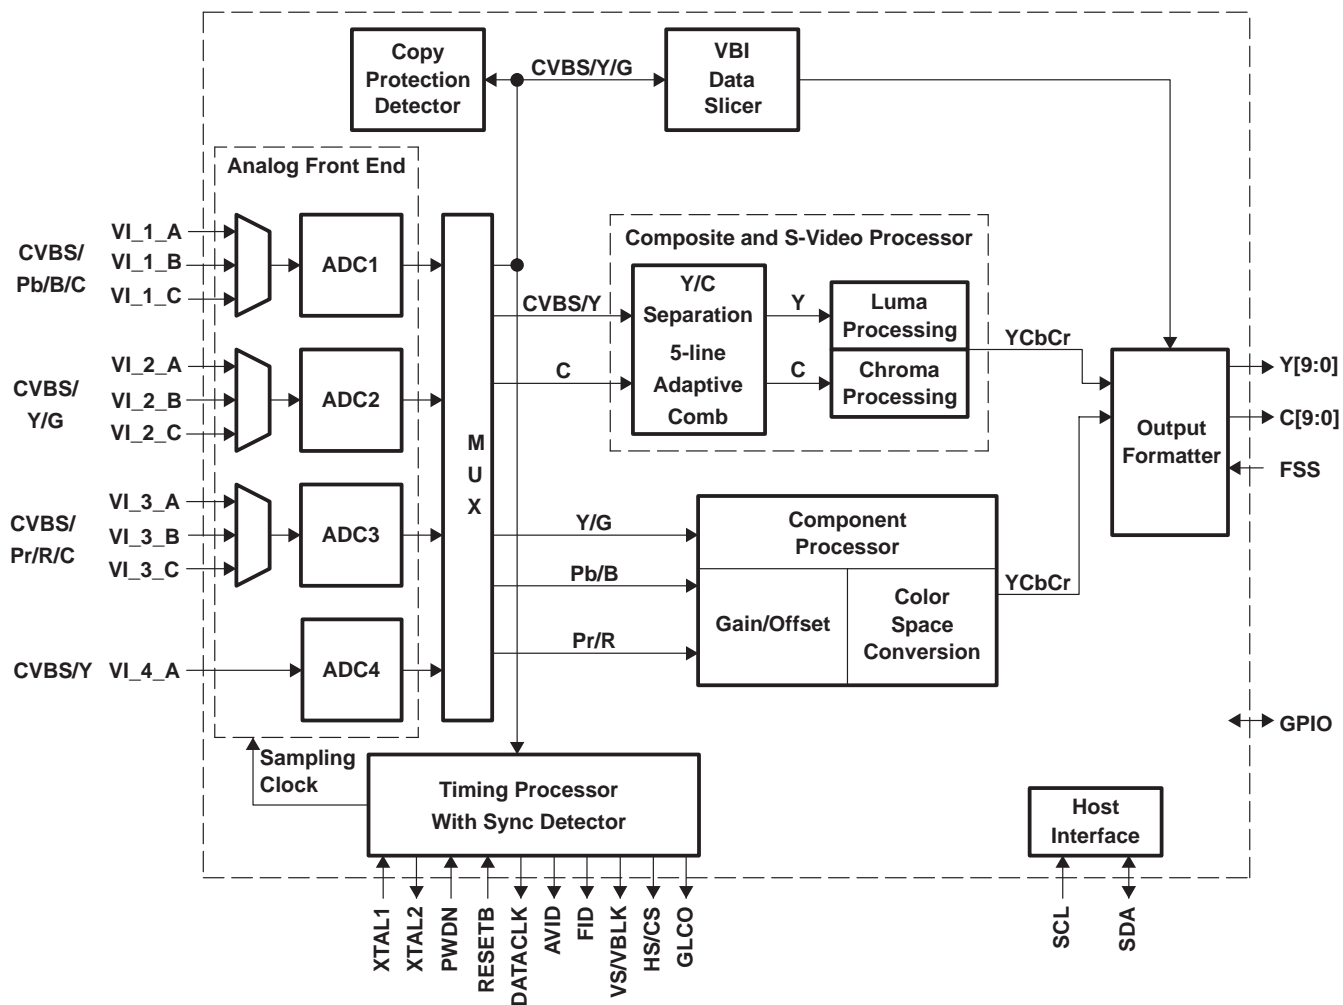 Copy
Protection
Detector
CVBS/Y/G
VBI
Data
Slicer
Analog Front End
CVBS/
Pb/B/C
VI_1_A
VI_1_B
VI_1_C
ADC1
CVBS/
Y/G
VI_2_A
VI_2_B
VI_2_C
ADC2
CVBS/
Pr/R/C
VI_3_A
VI_3_B
VI_3_C
ADC3
CVBS/Y
VI_4_A
ADC4
M
U
X
Composite and S-Video Processor
CVBS/Y
C
Y/C
Separation
5-line
Adaptive
Comb
Y
C
Luma
Processing
Chroma
Processing
YCbCr
Y/G
Pb/B
Pr/R
Component
Processor
Gain/Offset
Color
Space
Conversion
YCbCr
Output
Formatter
Y[9:0]
C[9:0]
FSS
GPIO
Sampling
Clock
Timing Processor
With Sync Detector
Host
Interface
XTAL1
XTAL2
PWDN
RESETB
DATACLK
AVID
FID
VS/VBLK
HS/CS
GLCO
SCL
SDA